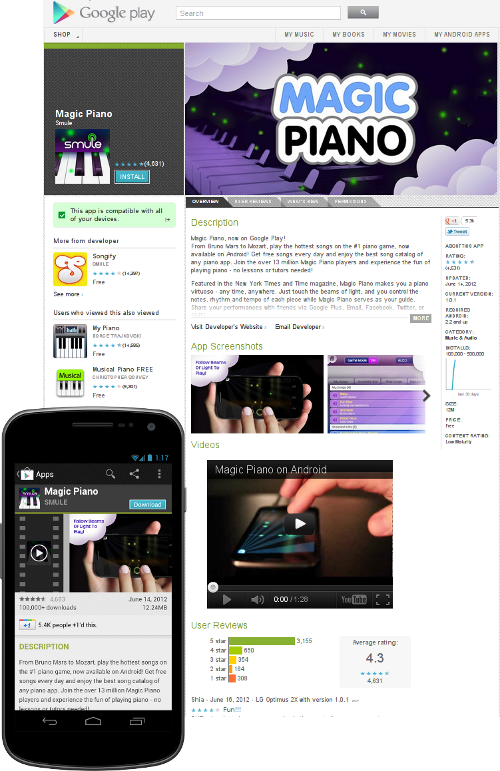 Google play
Search
SHOP
MY MUSIC
MY BOOKS
MY MOVIES
MY ANDROID APPS
Magic Piano
Smule
smule
(4,631)
INSTALL
MAGIC
PIANO
OVERVIEW
USER REVIEWS
WHAT'S NEW
PERMISSIONS
This app is compatible with all
of your devices.
More from developer
Songify
SMULE
Free
See more ›
Users who viewed this also viewed
My Piano
Free
Musical Piano FREE
Free
Description
Magic Piano, now on Google Play!
From Bruno Mars to Mozart, play the hottest songs on the #1 piano game, now
available on Android! Get free songs every day and enjoy the best song catalog of
any piano app. Join the over 13 million Magic Piano players and experience the fun of
playing piano - no lessons or tutors needed!
Featured in the New York Times and Time magazine, Magic Piano makes you a piano
virtuoso - any time, anywhere. Just touch the beams of light, and you control the
notes, rhythm and tempo of each piece while Magic Piano serves as your guide.
Share your performances with friends via Google Plus, Email, Facebook, Twitter, or
MORE
Visit Developer's Website ›
Email Developer ›
App Screenshots
Follow Beams
Of Light To
Play!
Videos
Magic Piano on Android
0:00 / 1:28
YouTube
User Reviews
5 star 3,155
4 star 650
3 star 354
2 star 164
1 star 308
Average rating:
4.3
4,631
Shia - June 16, 2012 - LG Optimus 2X with version 1.0.1
Fun!!!
+1
5.3k
Tweet
ABOUT THIS APP
RATING:
(4,631)
UPDATED:
June 14, 2012
CURRENT VERSION:
1.0.1
REQUIRED
ANDROID:
2.2 and up
CATEGORY:
Music & Audio
INSTALLS:
100,000 - 500,000
last 30 days
SIZE:
12M
PRICE:
Free
CONTENT RATING:
Low Maturity
1:17
Apps
Magic Piano
SMULE
Download
Follow Beams
Of Light To
Play!
4,633
June 14, 2012
100,000+ downloads
12.24MB
+1
5.4K people +1'd this.
DESCRIPTION
From Bruno Mars to Mozart, play the hottest songs on
the #1 piano game, now available on Android! Get free
songs every day and enjoy the best song catalog of
any piano app. Join the over 13 million Magic Piano
players and experience the fun of playing piano - no
lessons or tutors needed!